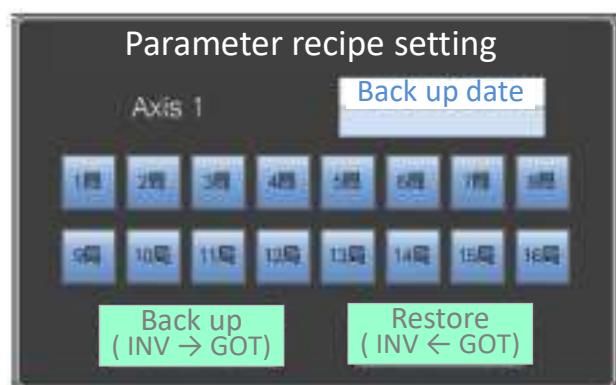 Parameter recipe setting
Axis 1
Back up date
1局 2局 3局 4局 5局 6局 7局 8局
9局 10局 11局 12局 13局 14局 15局 16局
Back up
( INV → GOT)
Restore
( INV ← GOT)